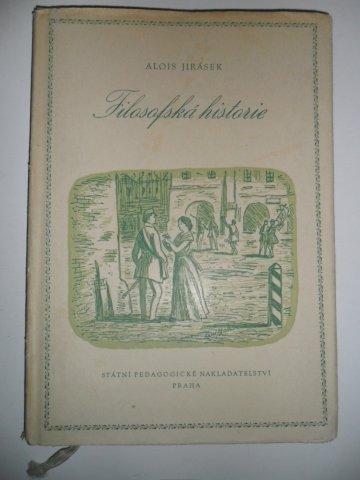 ALOIS JIRÁSEK
Filosofská historie
STÁTNÍ PEDAGOGICKÉ NAKLADATELSTVÍ
PRAHA